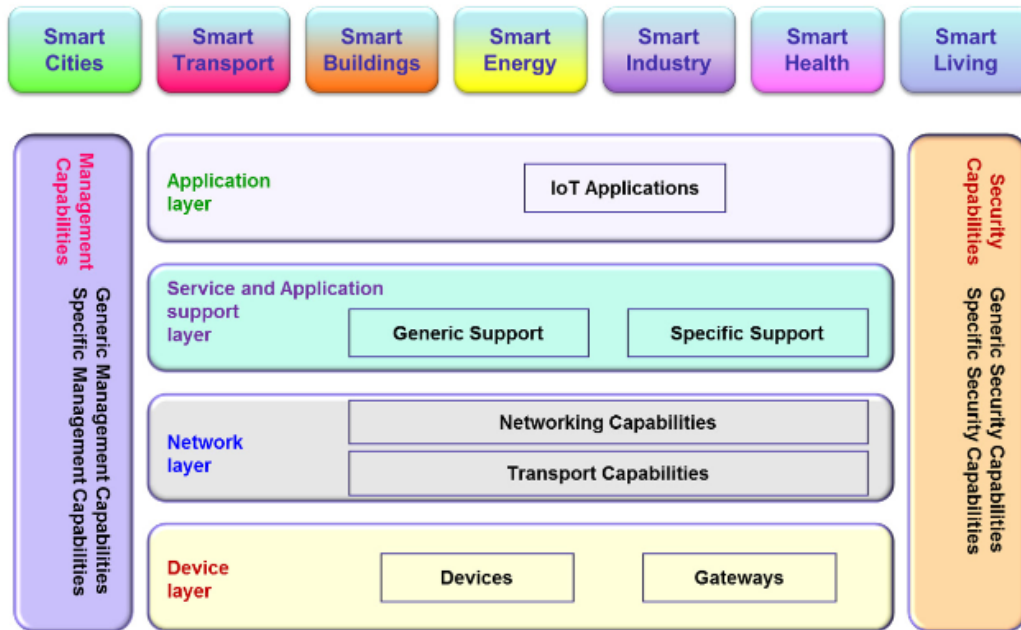 Smart
Cities
Smart
Transport
Smart
Buildings
Smart
Energy
Smart
Industry
Smart
Health
Smart
Living
Management
Capabilities
Generic Management Capabilities
Specific Management Capabilities
Application
layer
IoT Applications
Service and Application
support
layer
Generic Support
Specific Support
Network
layer
Networking Capabilities
Transport Capabilities
Device
layer
Devices
Gateways
Security
Capabilities
Generic Security Capabilities
Specific Security Capabilities